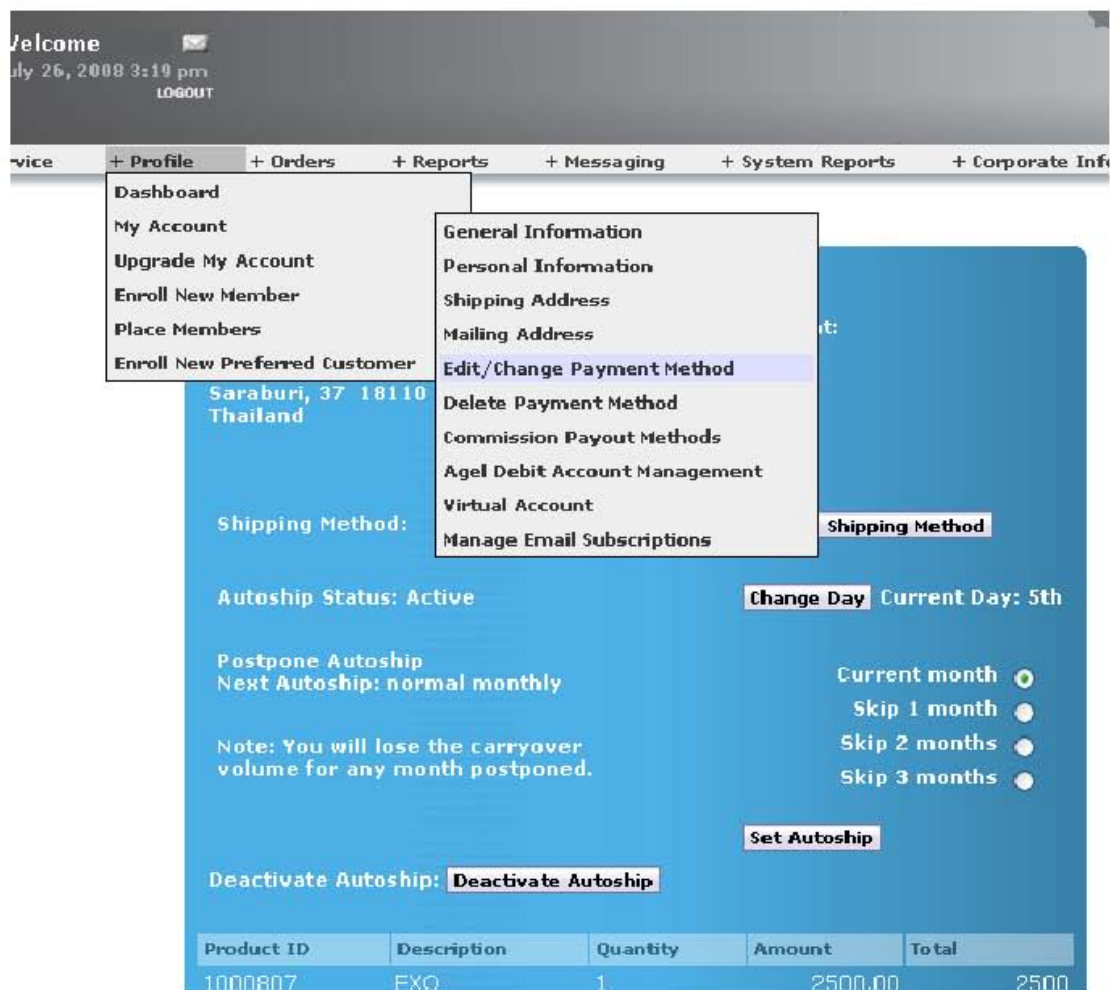 Welcome
July 26, 2008 3:19 pm
LOGOUT
+ Profile + Orders + Reports + Messaging + System Reports + Corporate
Dashboard
My Account
Upgrade My Account
Enroll New Member
Place Members
Enroll New Preferred Customer
General Information
Personal Information
Shipping Address
Mailing Address
Edit/Change Payment Method
Delete Payment Method
Commission Payout Methods
Agel Debit Account Management
Virtual Account
Manage Email Subscriptions
Saraburi, 37 18110
Thailand
Shipping Method: Shipping Method
Autoship Status: Active Change Day Current Day: 5th
Postpone Autoship
Next Autoship: normal monthly
Current month
Skip 1 month
Note: You will lose the carryover
volume for any month postponed.
Skip 2 months
Skip 3 months
Set Autoship
Deactivate Autoship: Deactivate Autoship
Product ID Description Quantity Amount Total
1000807 EXO 1 2500.00 2500